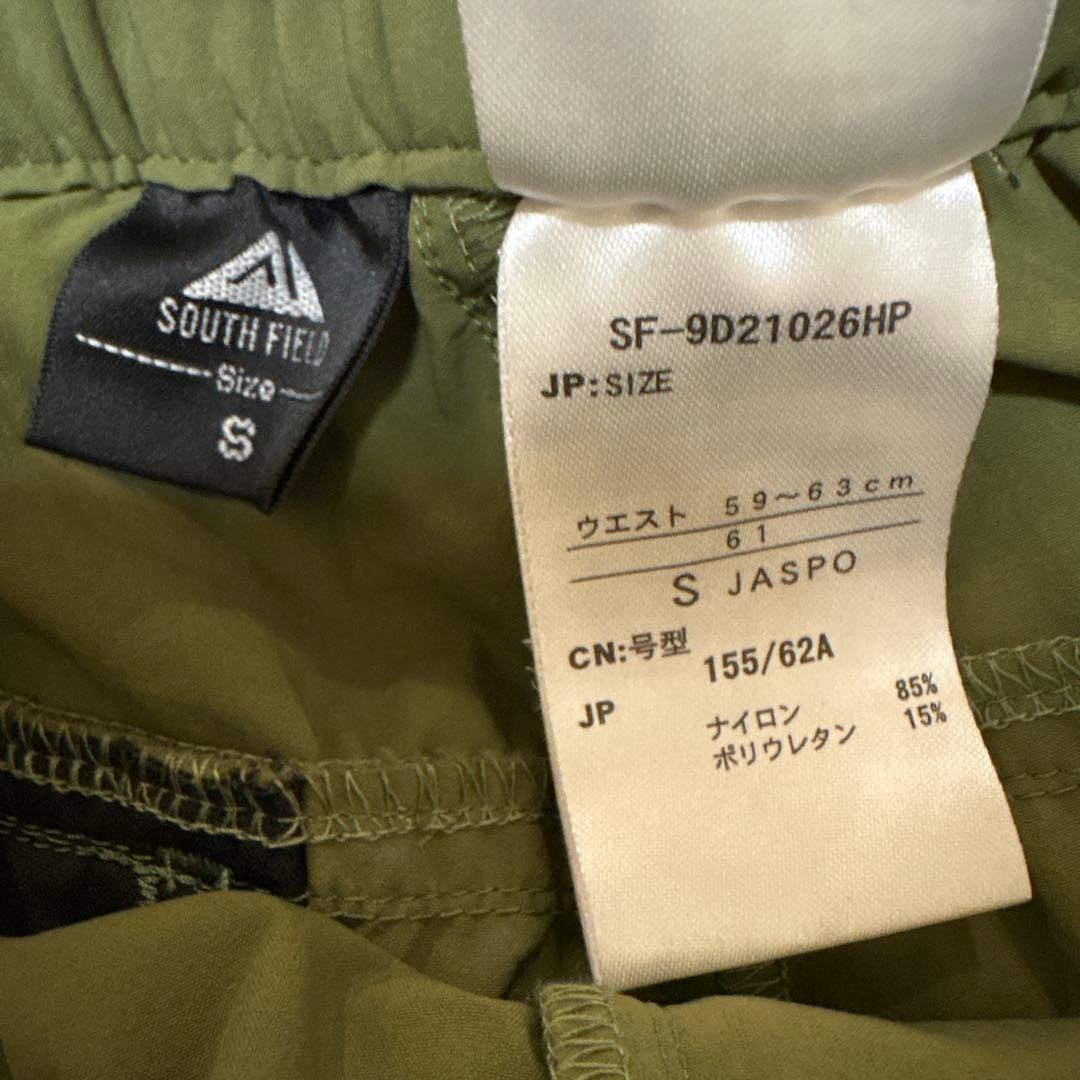 SOUTH FIELD
Size
S
SF-9D21026HP
JP:SIZE
ウエスト 59～63cm
61
S JASPO
CN:号型 155/62A
JP ナイロン 85%
ポリウレタン 15%